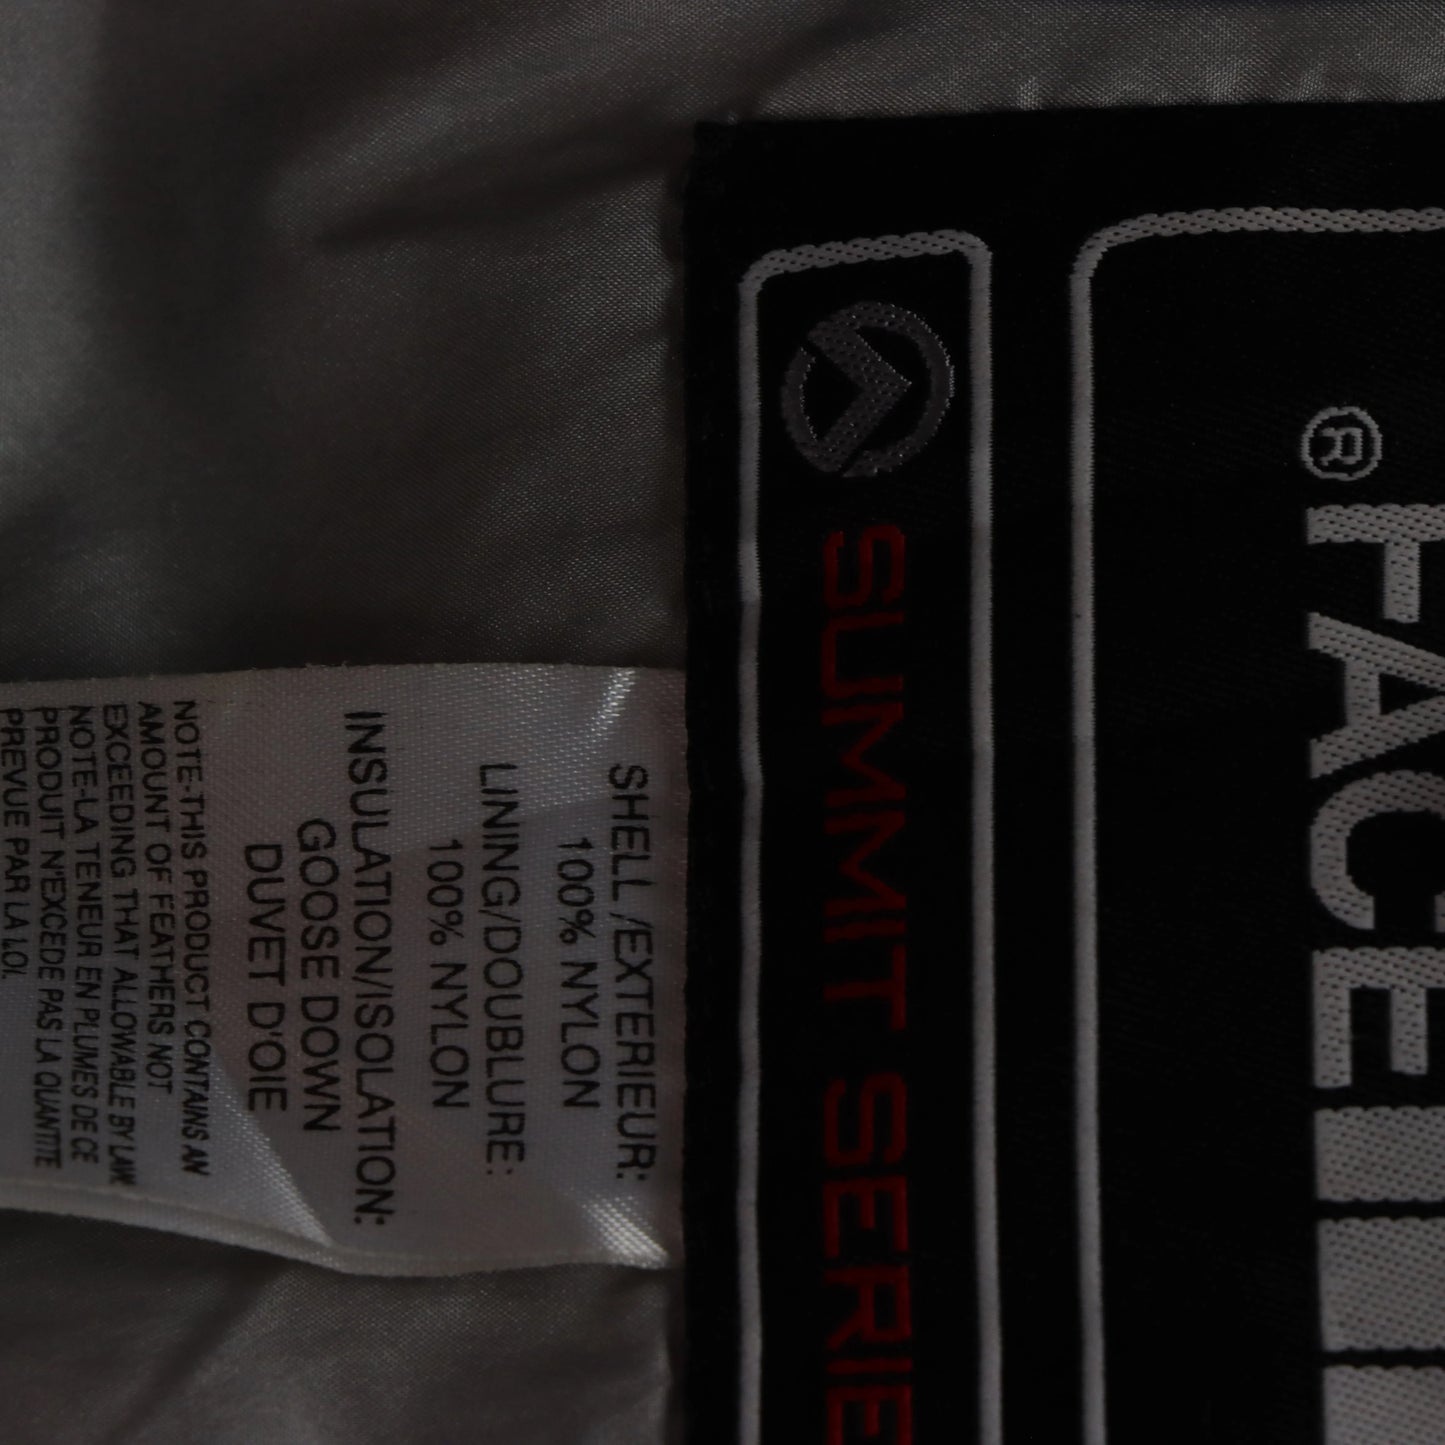 FACE®
SUMMIT SERIE
SHELL/EXTERIEUR:
100% NYLON
LINING/DOUBLURE:
100% NYLON
INSULATION/ISOLATION:
GOOSE DOWN
DUVET D'OIE
NOTE-THIS PRODUCT CONTAINS AN
AMOUNT OF FEATHERS NOT
EXCEEDING THAT ALLOWABLE BY LAW.
NOTE-LA TENEUR EN PLUMES DE CE
PRODUIT N'EXCEDE PAS LA QUANTITE
PREVUE PAR LA LOI.